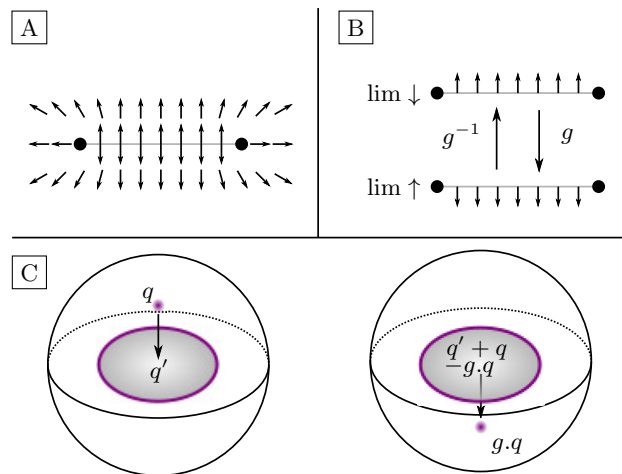 A
B
lim ↓
g⁻¹
g
lim ↑
C
q
q′
q′ + q
−g.q
g.q